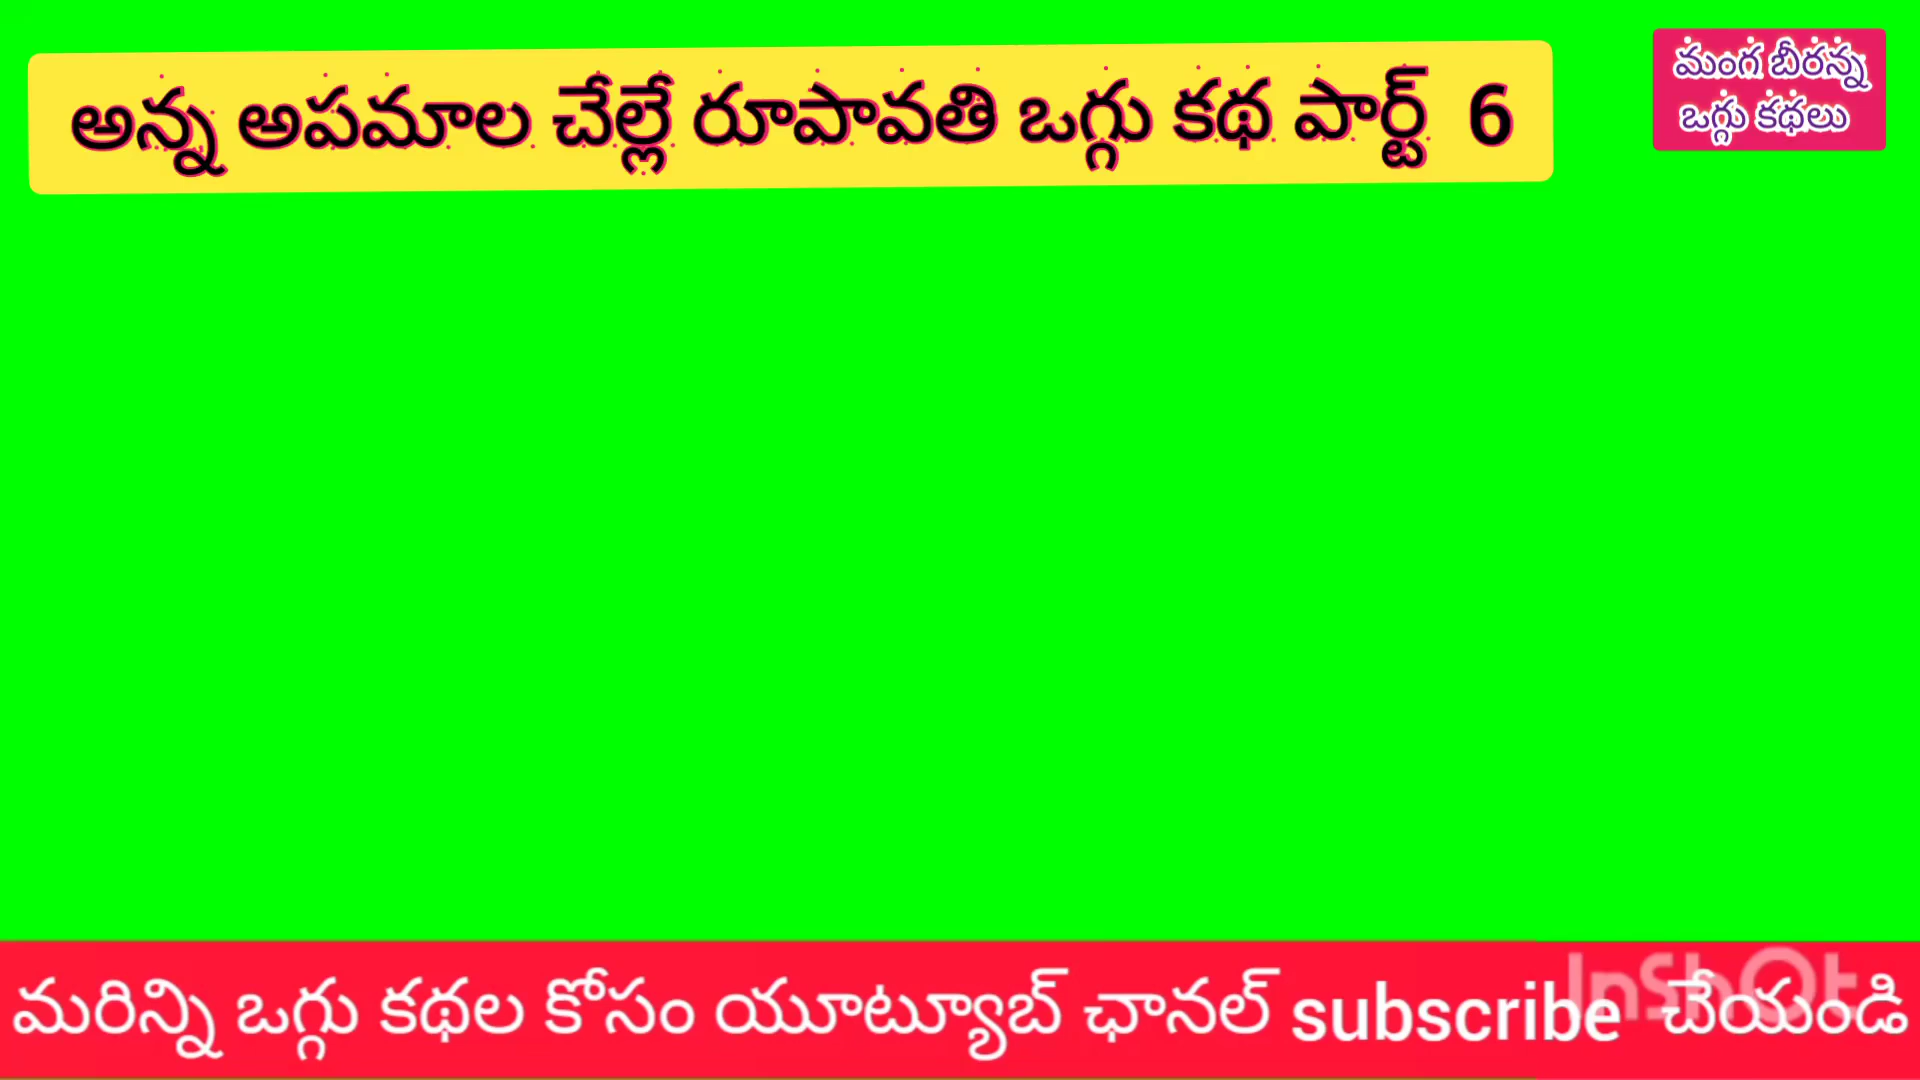 అన్న అపమాల చేల్లే రూపావతి ఒగ్గు కథ పార్ట్ 6
మంగ బీరన్న
ఒగ్గు కథలు
మరిన్ని ఒగ్గు కథల కోసం యూట్యూబ్ ఛానల్ subscribe చేయండి
InShOt